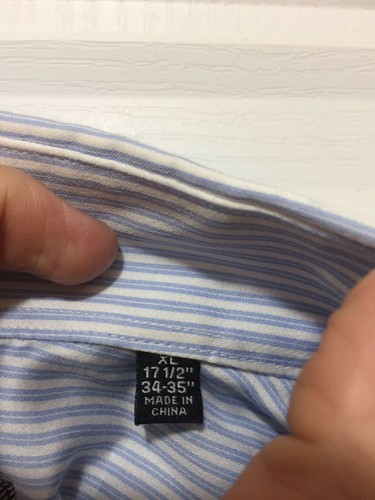 XL
17 1/2"
34-35"
MADE IN
CHINA